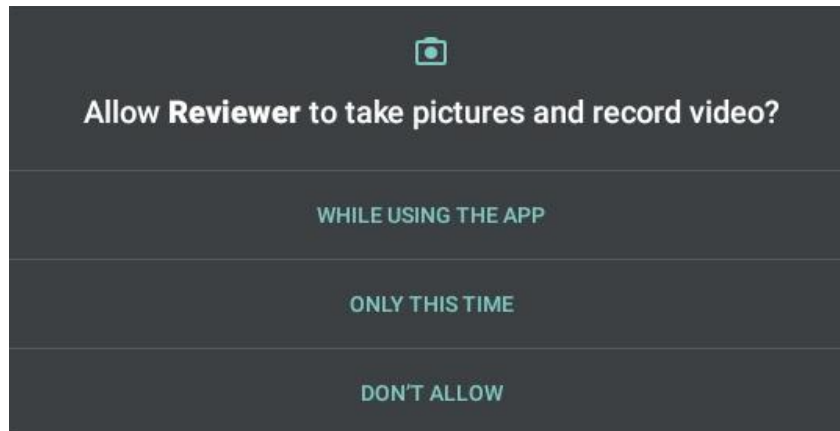 Allow Reviewer to take pictures and record video?
WHILE USING THE APP
ONLY THIS TIME
DON’T ALLOW